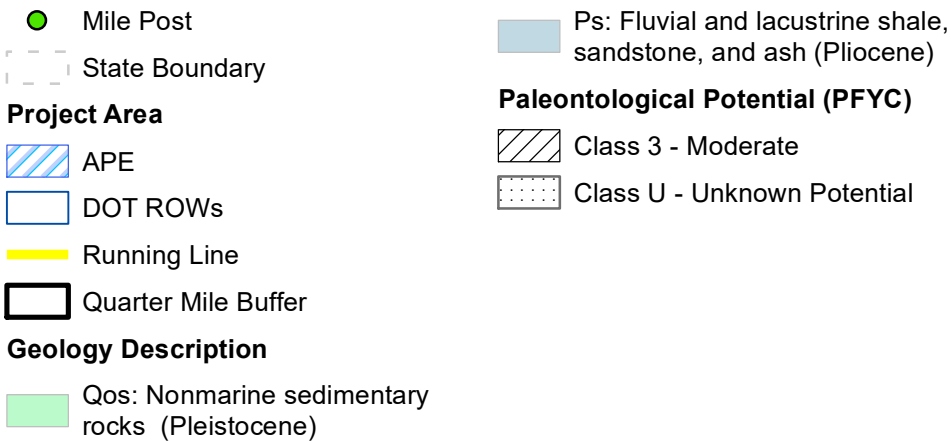 Mile Post
State Boundary
Project Area
APE
DOT ROWs
Running Line
Quarter Mile Buffer
Geology Description
Qos: Nonmarine sedimentary
rocks (Pleistocene)
Ps: Fluvial and lacustrine shale,
sandstone, and ash (Pliocene)
Paleontological Potential (PFYC)
Class 3 - Moderate
Class U - Unknown Potential